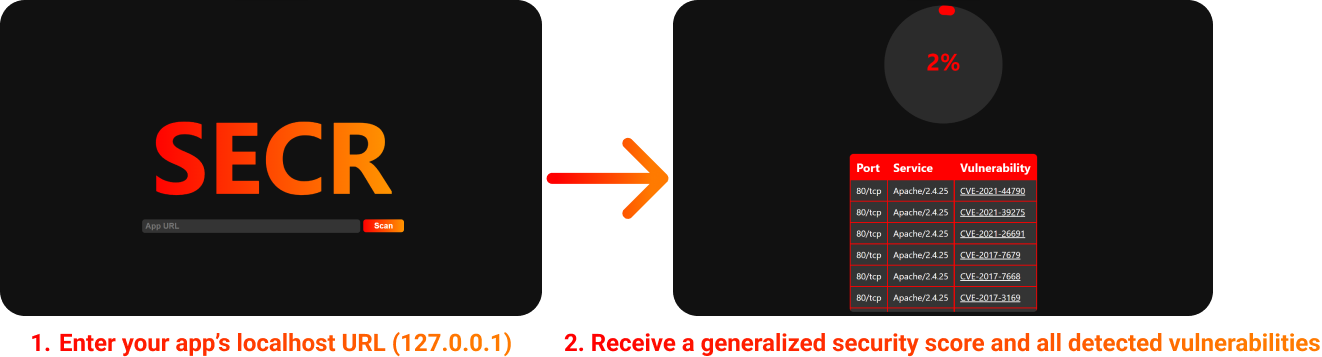 SECR
App URL
Scan
1. Enter your app’s localhost URL (127.0.0.1)
2%
Port Service Vulnerability
80/tcp Apache/2.4.25 CVE-2021-44790
80/tcp Apache/2.4.25 CVE-2021-39275
80/tcp Apache/2.4.25 CVE-2021-26691
80/tcp Apache/2.4.25 CVE-2017-7679
80/tcp Apache/2.4.25 CVE-2017-7668
80/tcp Apache/2.4.25 CVE-2017-3169
2. Receive a generalized security score and all detected vulnerabilities